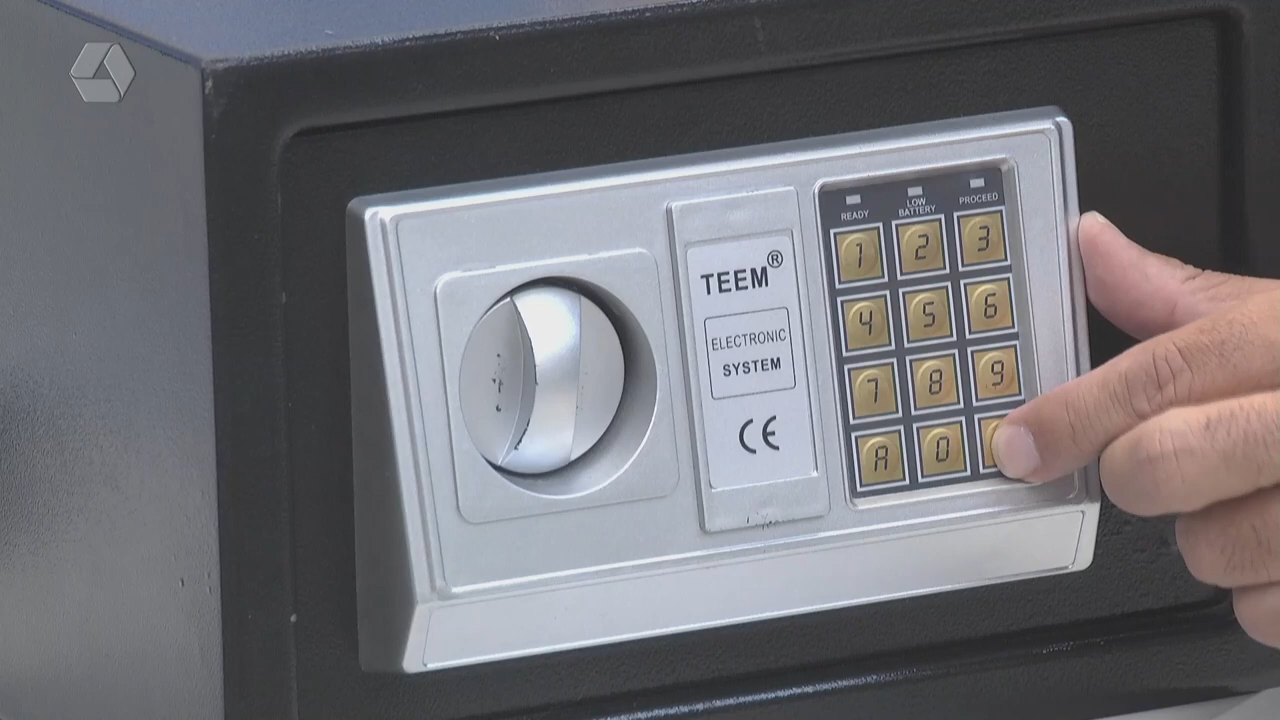 TEEM®
ELECTRONIC
SYSTEM
CE
READY
LOW
BATTERY
PROCEED
1 2 3
4 5 6
7 8 9
A 0